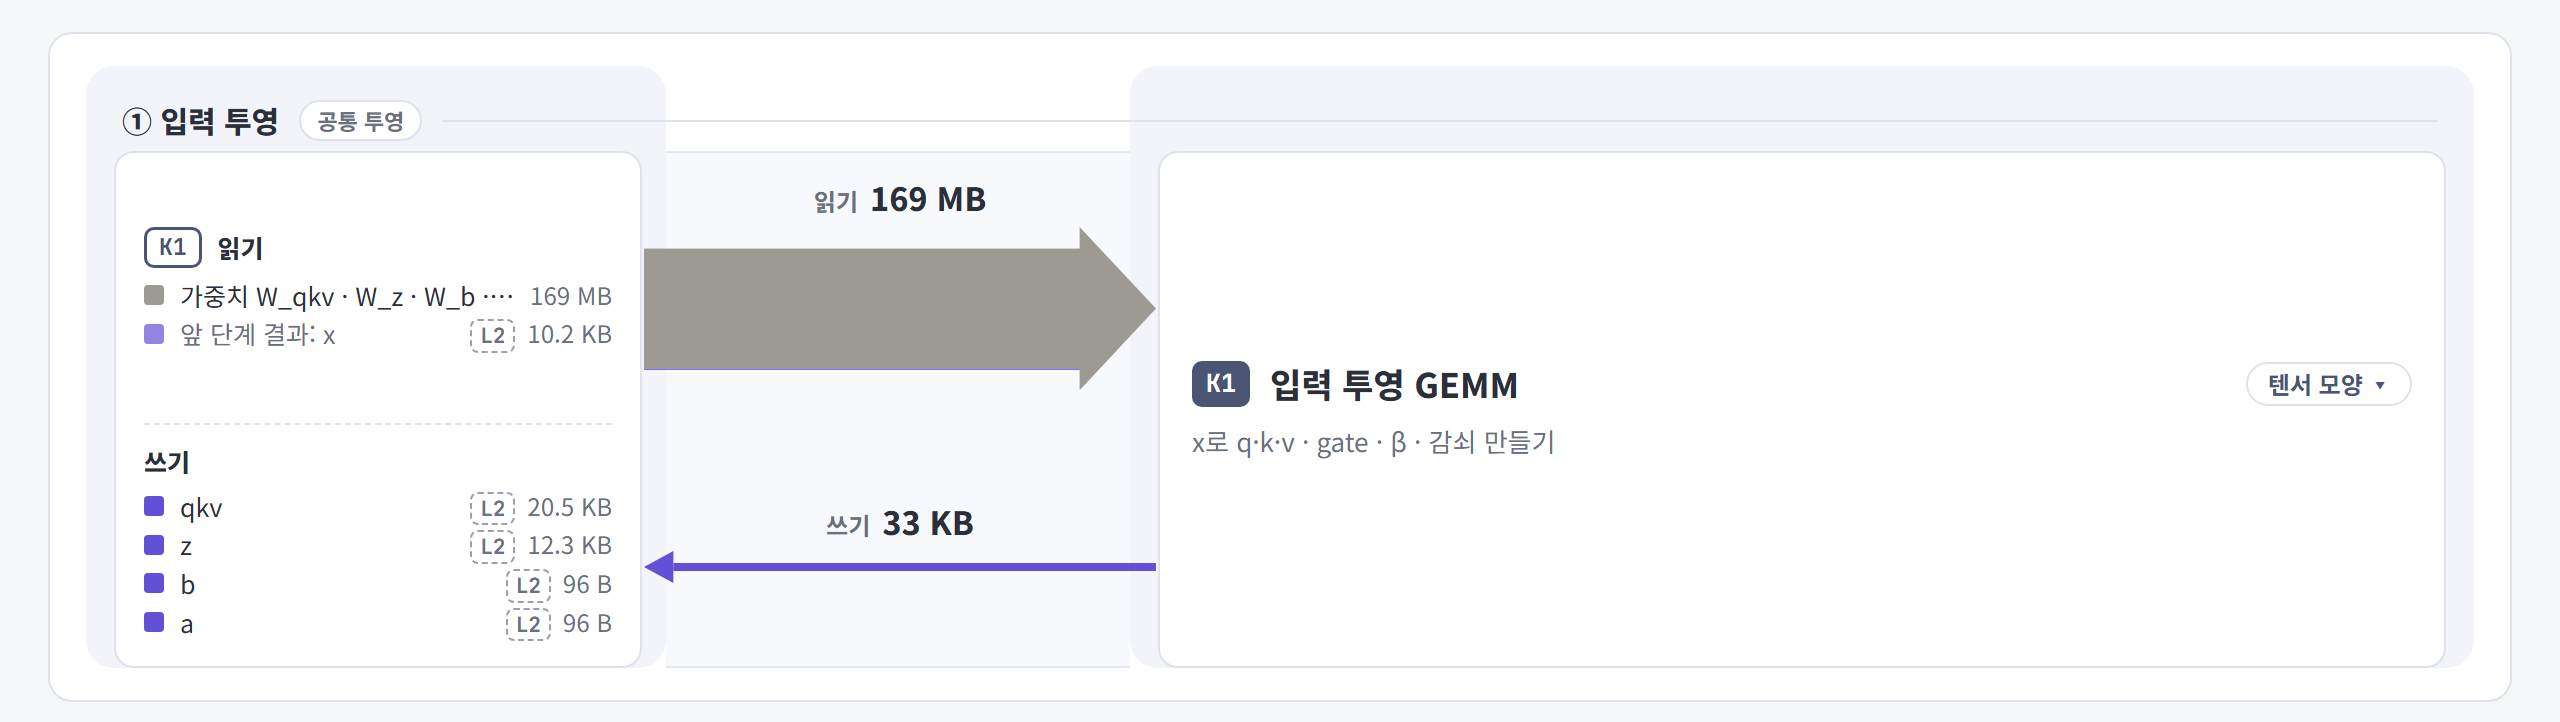 ① 입력 투영 공통 투영
K1 읽기
가중치 W_qkv · W_z · W_b ···· 169 MB
앞 단계 결과: x L2 10.2 KB
쓰기
qkv L2 20.5 KB
z L2 12.3 KB
b L2 96 B
a L2 96 B
읽기 169 MB
쓰기 33 KB
K1 입력 투영 GEMM
x로 q·k·v · gate · β · 감쇠 만들기
텐서 모양 ▾